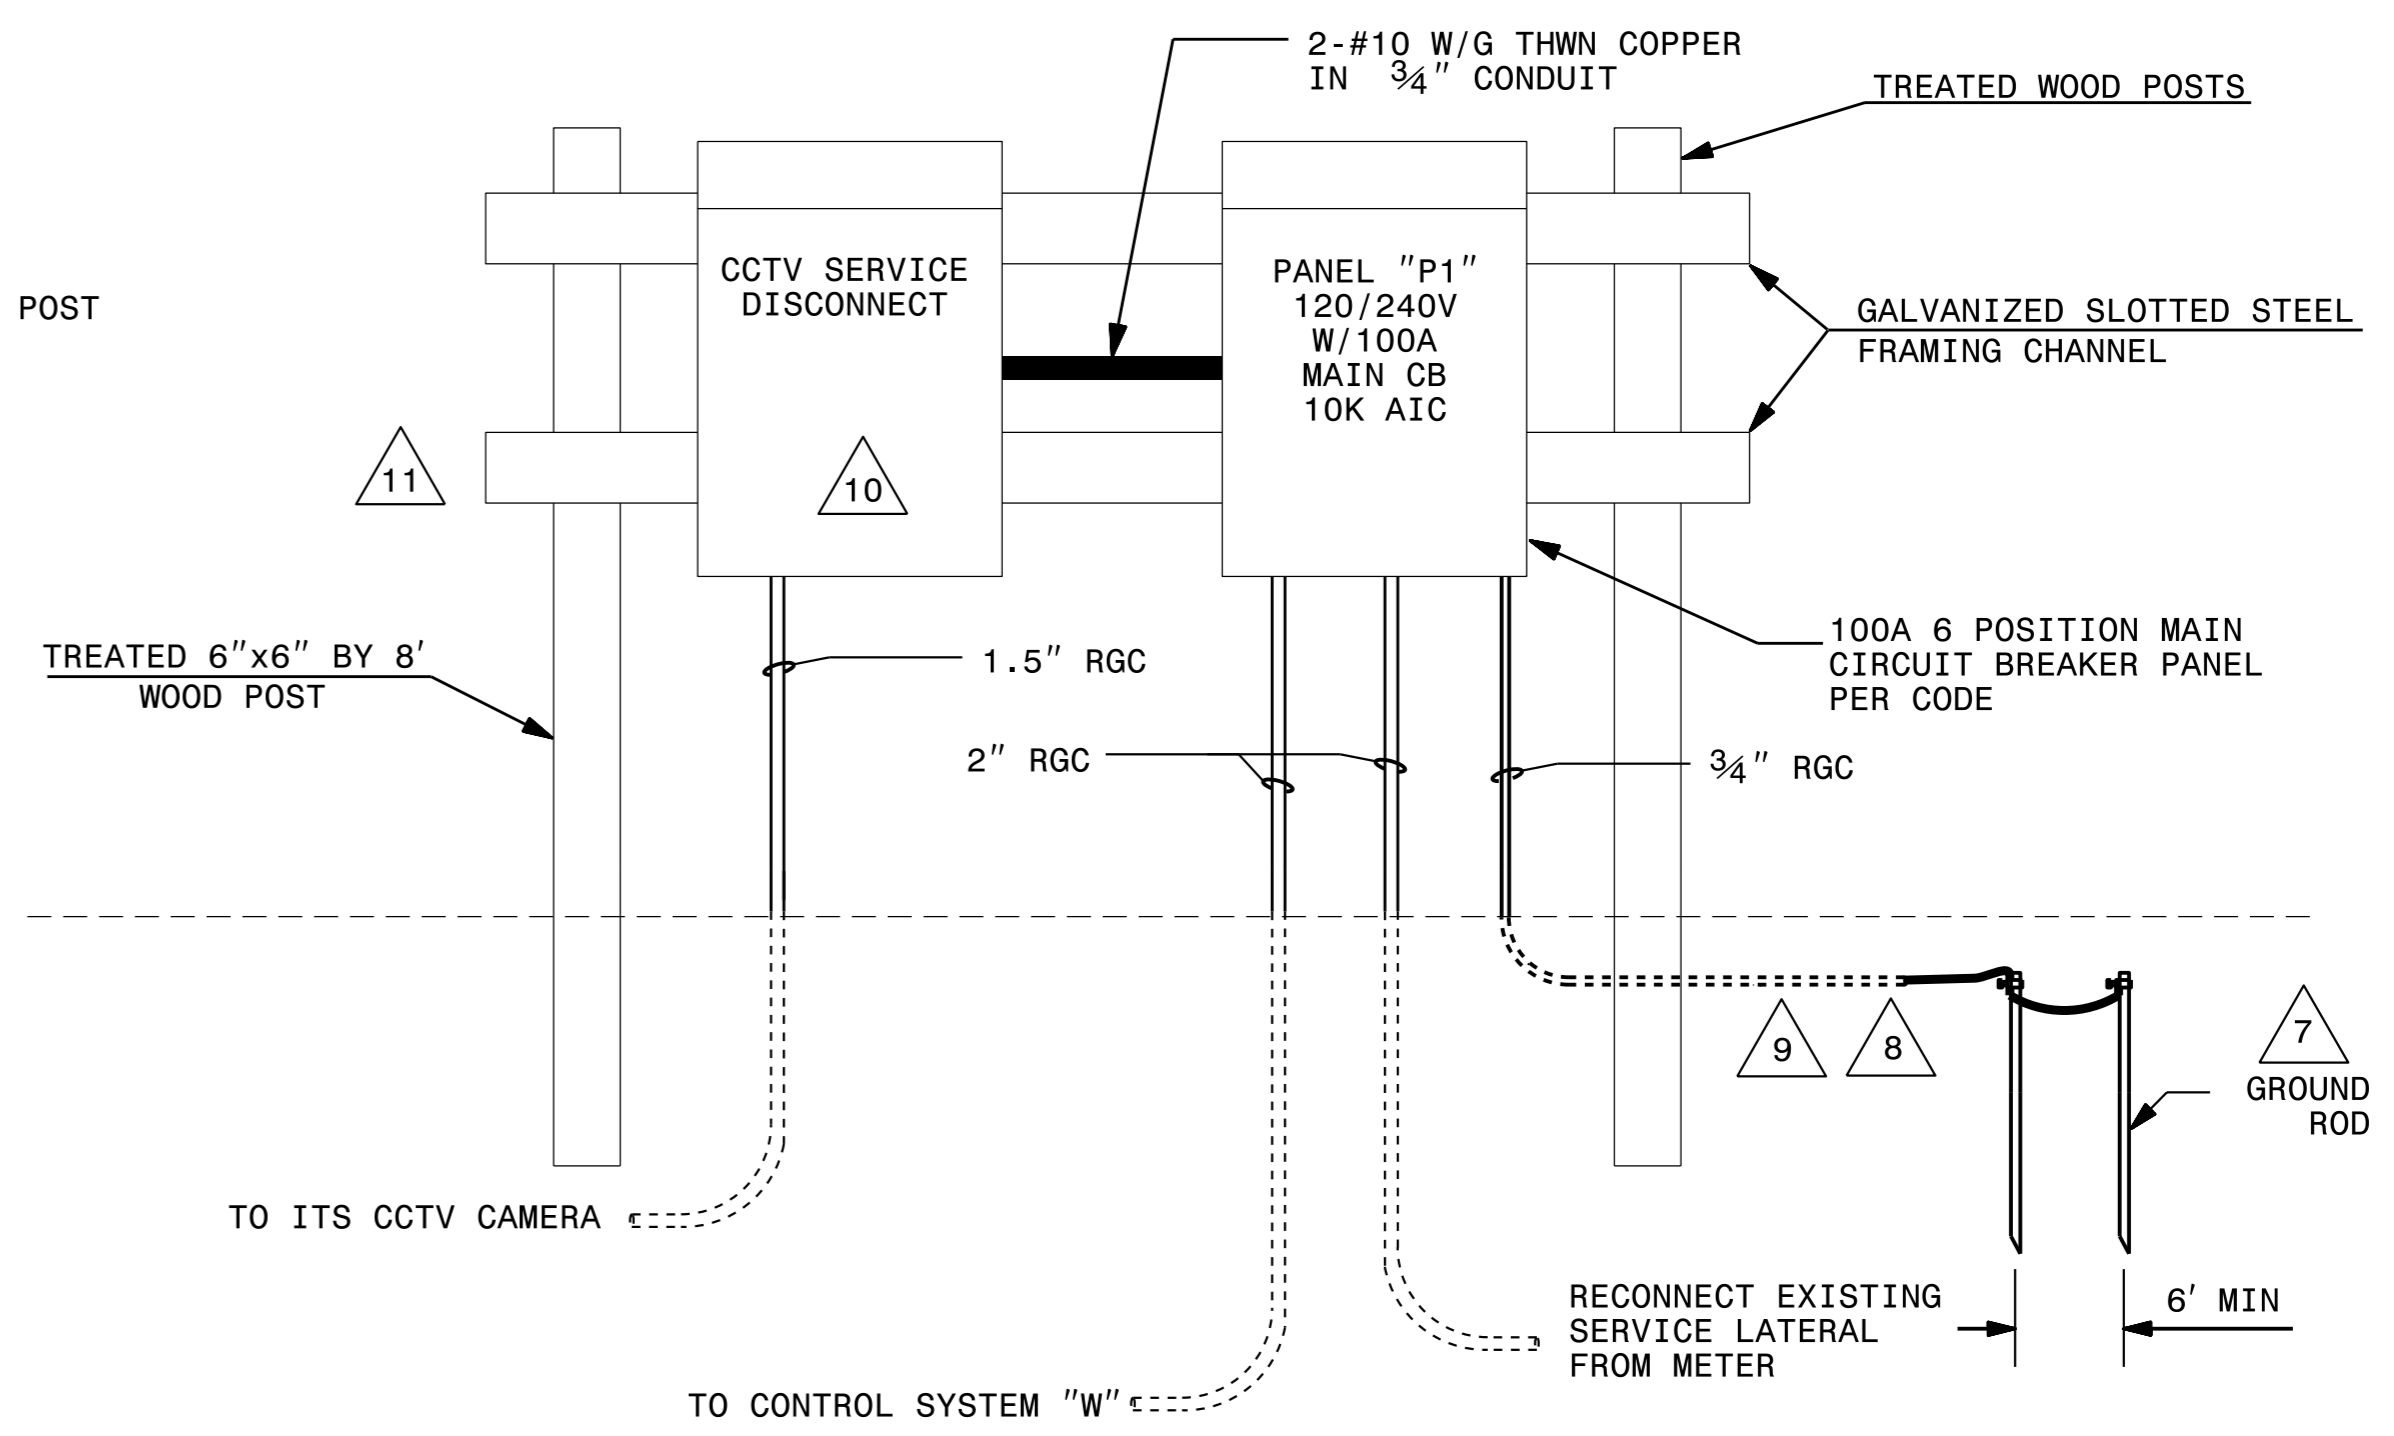 2-#10 W/G THWN COPPER
IN ¾" CONDUIT
TREATED WOOD POSTS
CCTV SERVICE
DISCONNECT
PANEL "P1"
120/240V
W/100A
MAIN CB
10K AIC
POST
GALVANIZED SLOTTED STEEL
FRAMING CHANNEL
11
10
TREATED 6"x6" BY 8'
WOOD POST
1.5" RGC
100A 6 POSITION MAIN
CIRCUIT BREAKER PANEL
PER CODE
2" RGC
¾" RGC
9
8
7
GROUND
ROD
TO ITS CCTV CAMERA
RECONNECT EXISTING
SERVICE LATERAL
FROM METER
6' MIN
TO CONTROL SYSTEM "W"